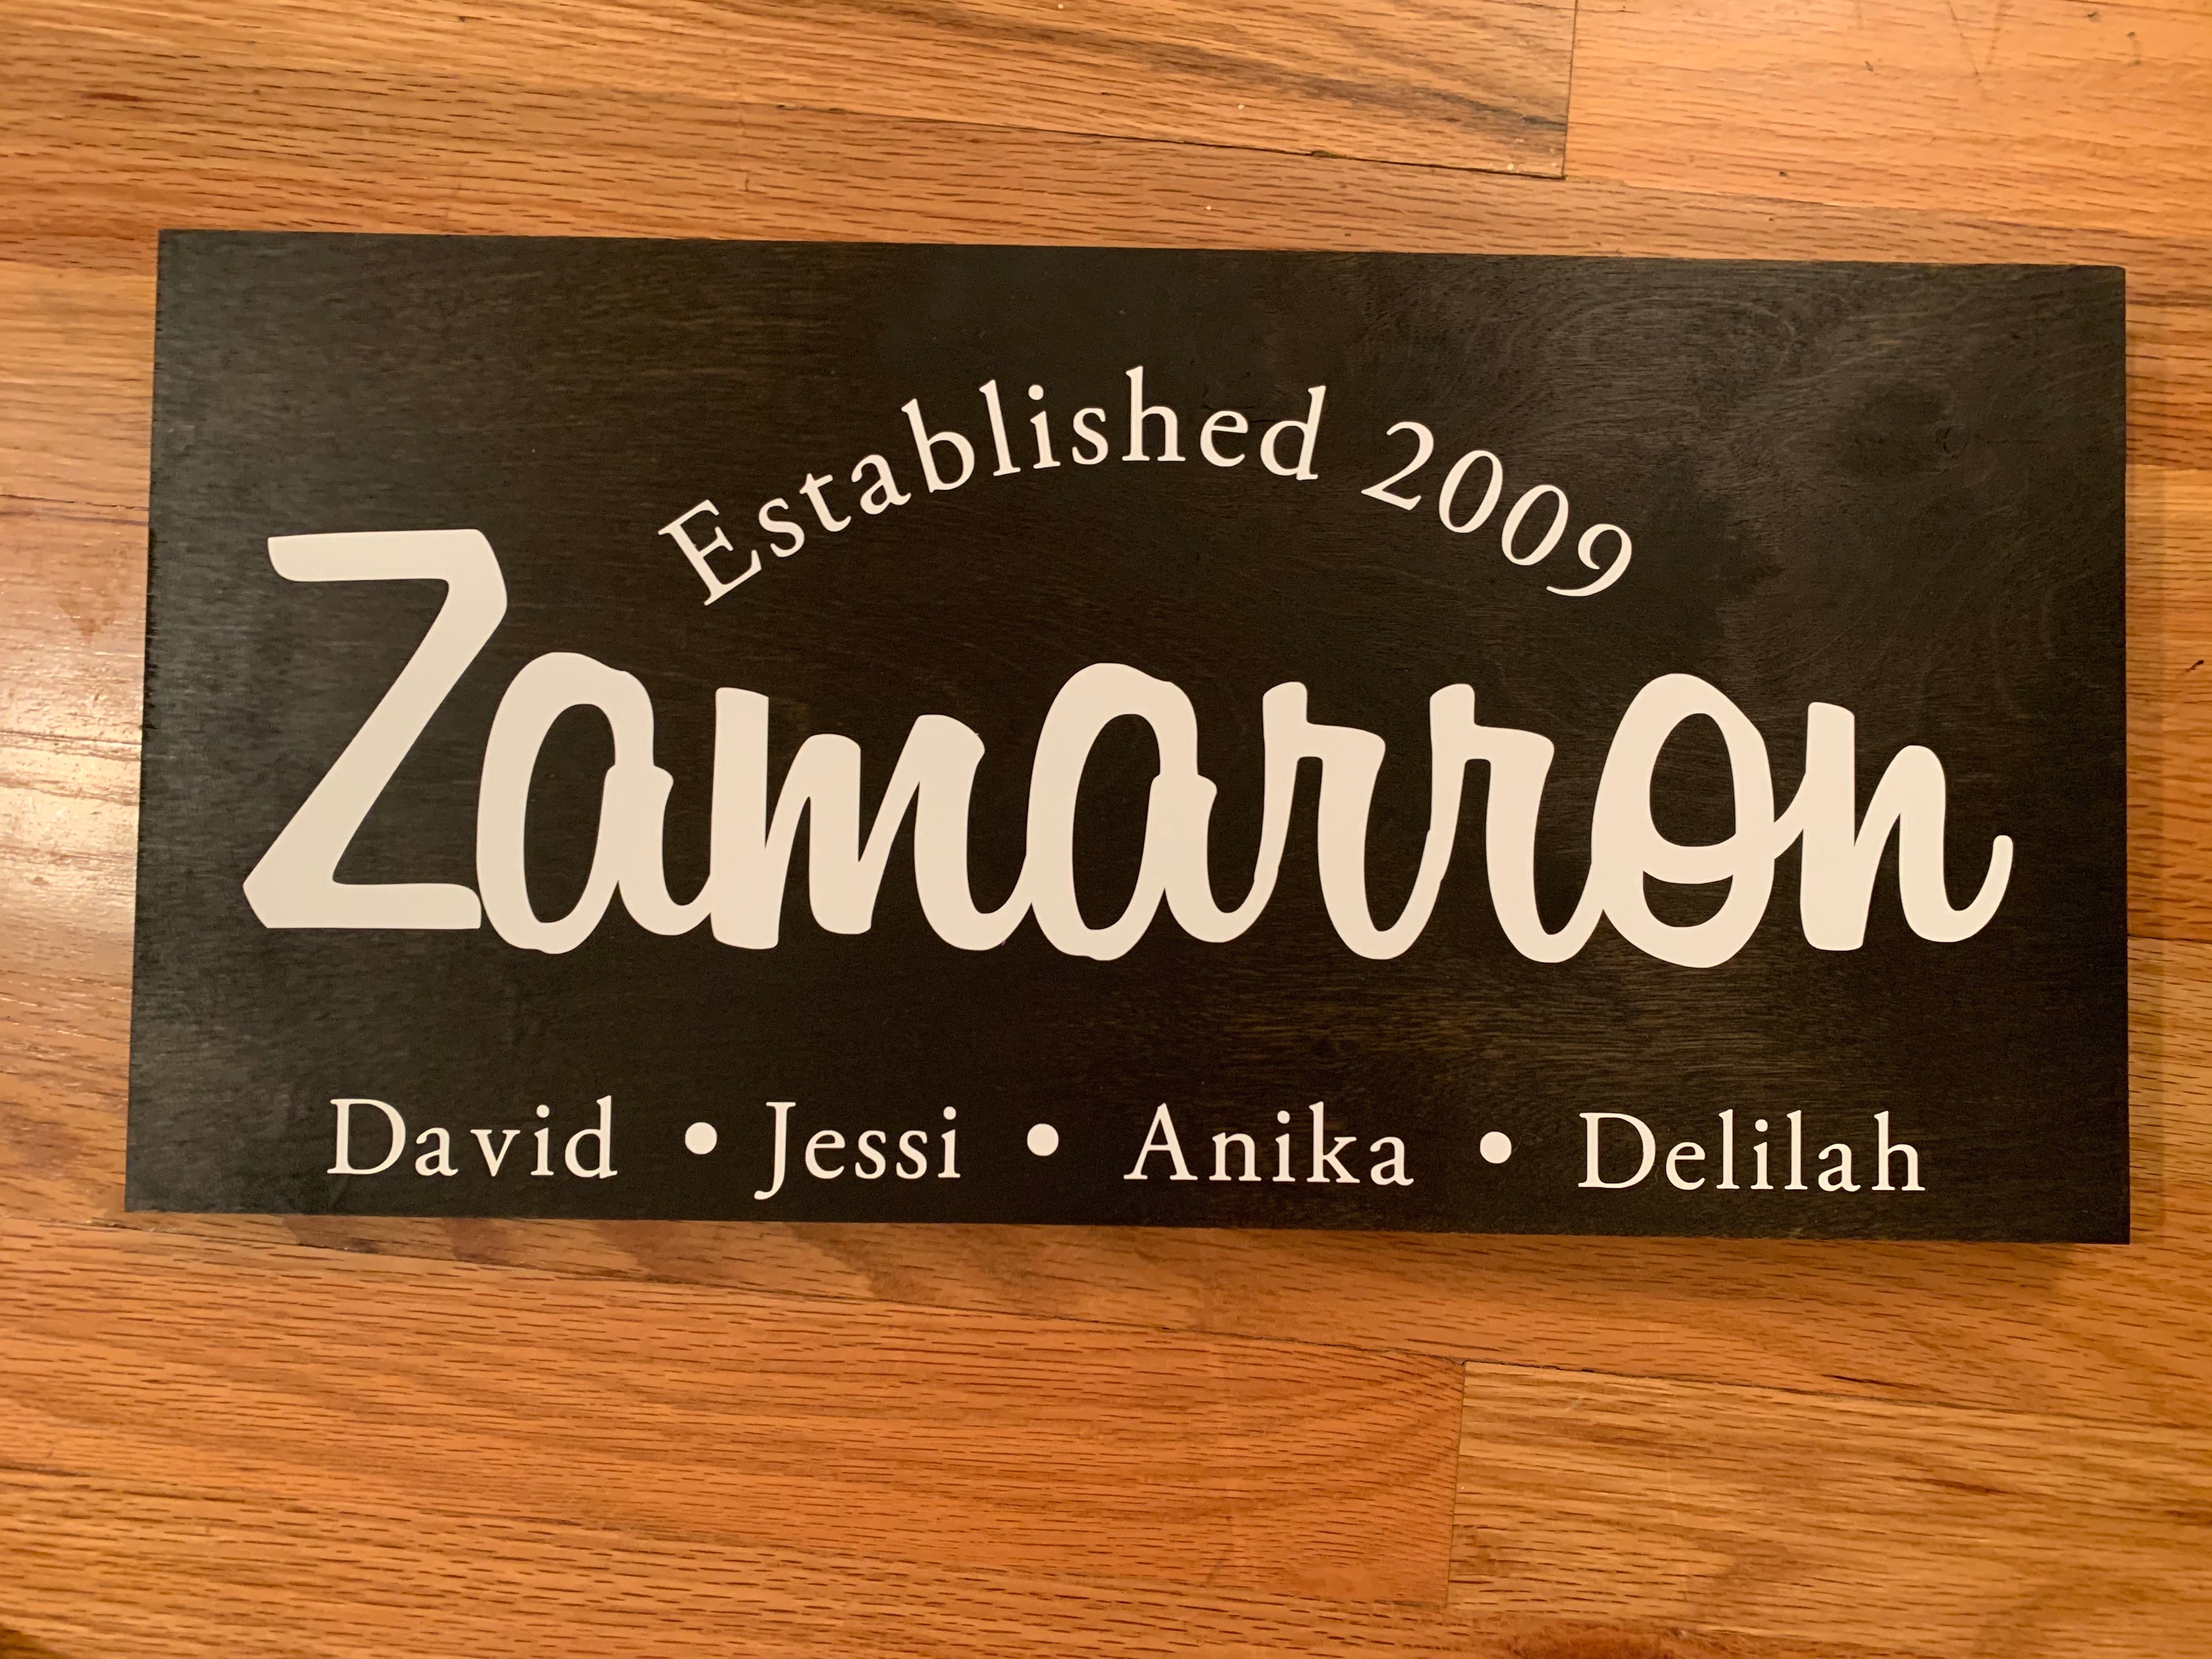 Established 2009
Zamarron
David • Jessi • Anika • Delilah